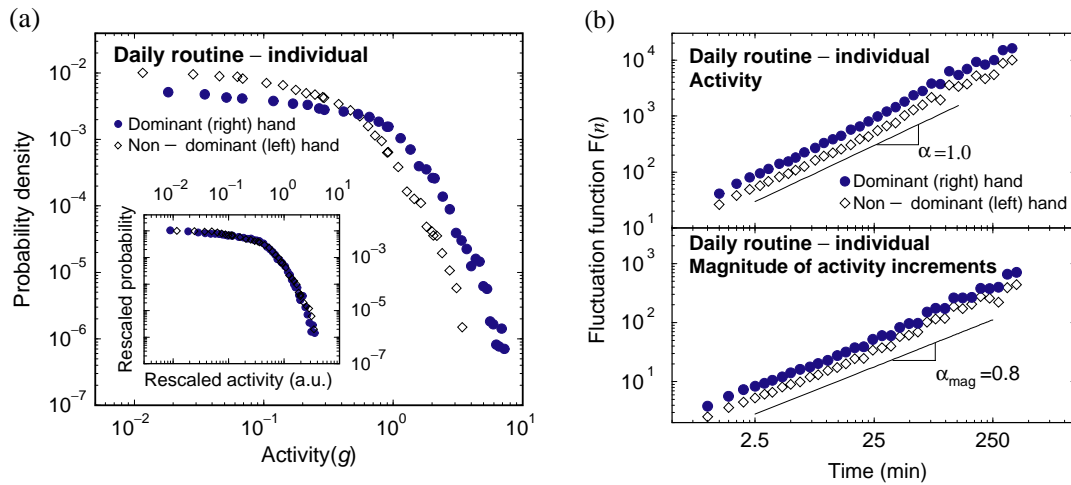 (a)
Daily routine – individual
Dominant (right) hand
Non – dominant (left) hand
10^-2
10^-3
10^-4
10^-5
10^-6
10^-7
Probability density
10^-2 10^-1 10^0 10^1
Activity(g)
10^-2 10^-1 10^0 10^1
Rescaled probability
10^-3
10^-5
10^-7
Rescaled activity (a.u.)
(b)
Daily routine – individual
Activity
α=1.0
Dominant (right) hand
Non – dominant (left) hand
10^4
10^3
10^2
10^1
Fluctuation function F(n)
Daily routine – individual
Magnitude of activity increments
α_mag=0.8
10^3
10^2
10^1
2.5 25 250
Time (min)